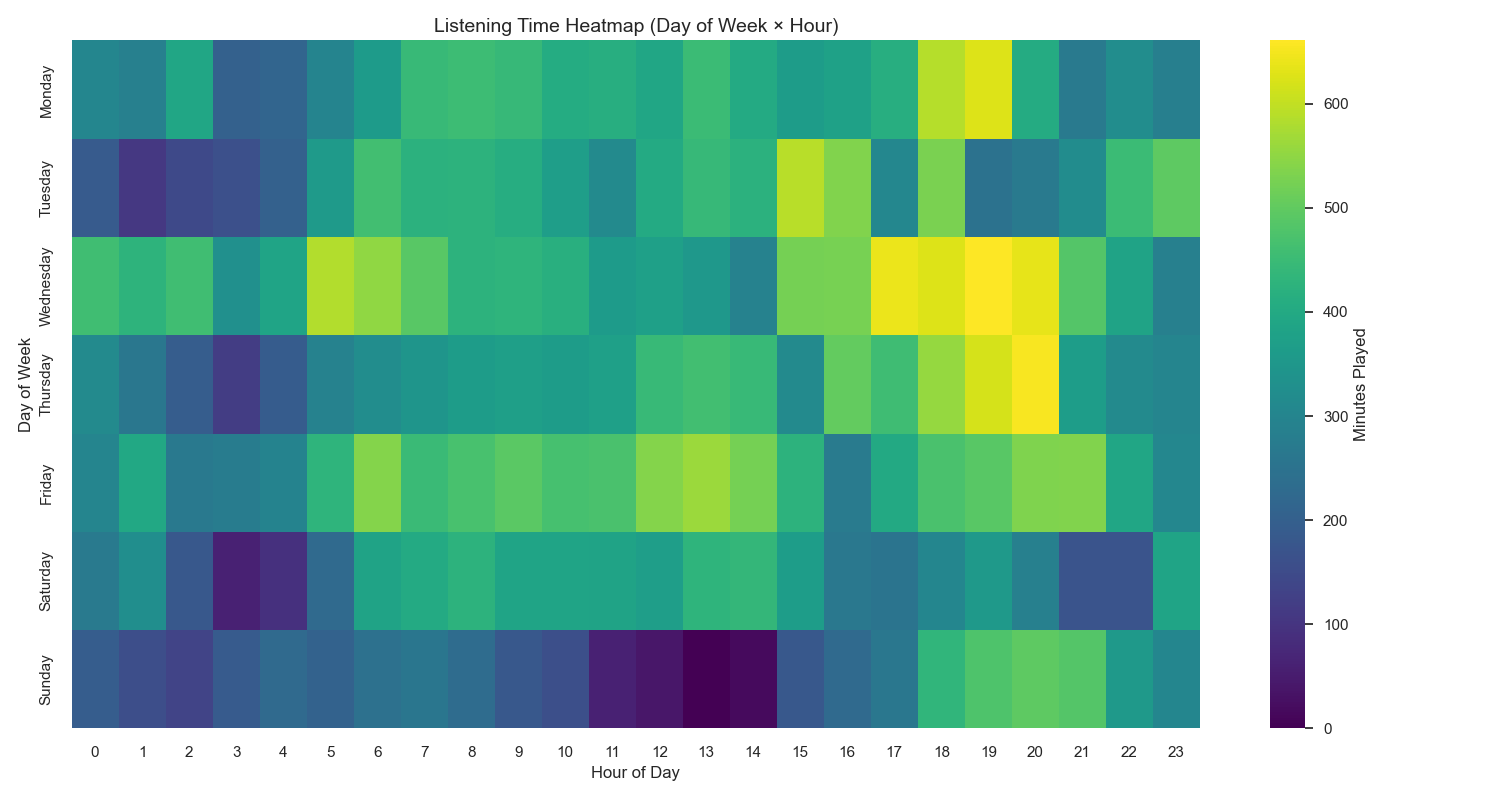 Listening Time Heatmap (Day of Week × Hour)
Day of Week
Monday
Tuesday
Wednesday
Thursday
Friday
Saturday
Sunday
0 1 2 3 4 5 6 7 8 9 10 11 12 13 14 15 16 17 18 19 20 21 22 23
Hour of Day
600
500
400
300
200
100
0
Minutes Played